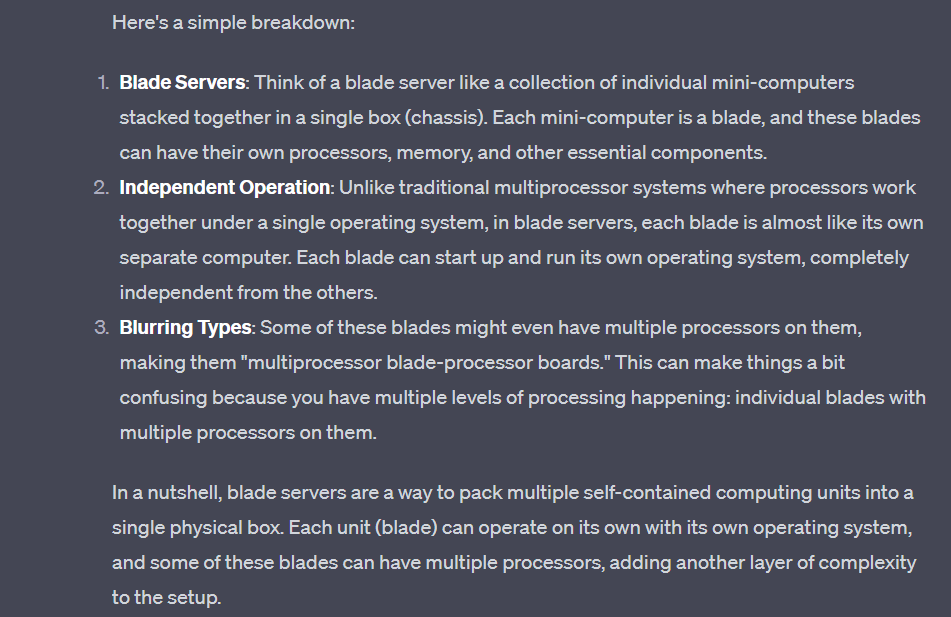 Here's a simple breakdown:
1. Blade Servers: Think of a blade server like a collection of individual mini-computers
stacked together in a single box (chassis). Each mini-computer is a blade, and these blades
can have their own processors, memory, and other essential components.
2. Independent Operation: Unlike traditional multiprocessor systems where processors work
together under a single operating system, in blade servers, each blade is almost like its own
separate computer. Each blade can start up and run its own operating system, completely
independent from the others.
3. Blurring Types: Some of these blades might even have multiple processors on them,
making them "multiprocessor blade-processor boards." This can make things a bit
confusing because you have multiple levels of processing happening: individual blades with
multiple processors on them.
In a nutshell, blade servers are a way to pack multiple self-contained computing units into a
single physical box. Each unit (blade) can operate on its own with its own operating system,
and some of these blades can have multiple processors, adding another layer of complexity
to the setup.